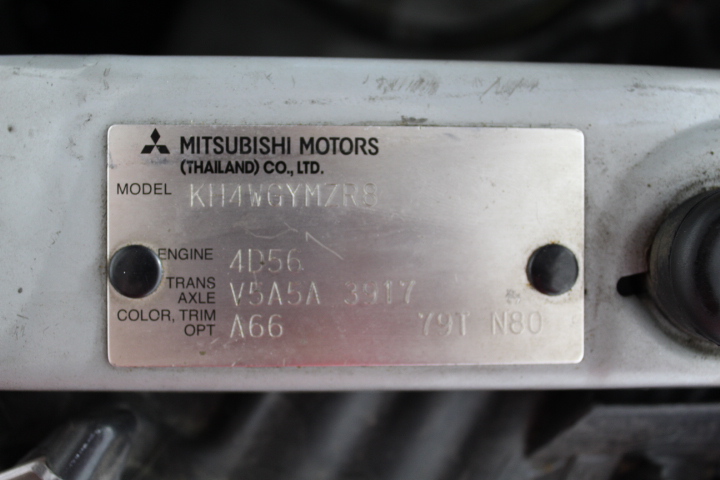 MITSUBISHI MOTORS
(THAILAND) CO., LTD.
MODEL KH4WGYMZR8
ENGINE 4D56
TRANS AXLE V5A5A 3917
COLOR, TRIM OPT A66 79T N80